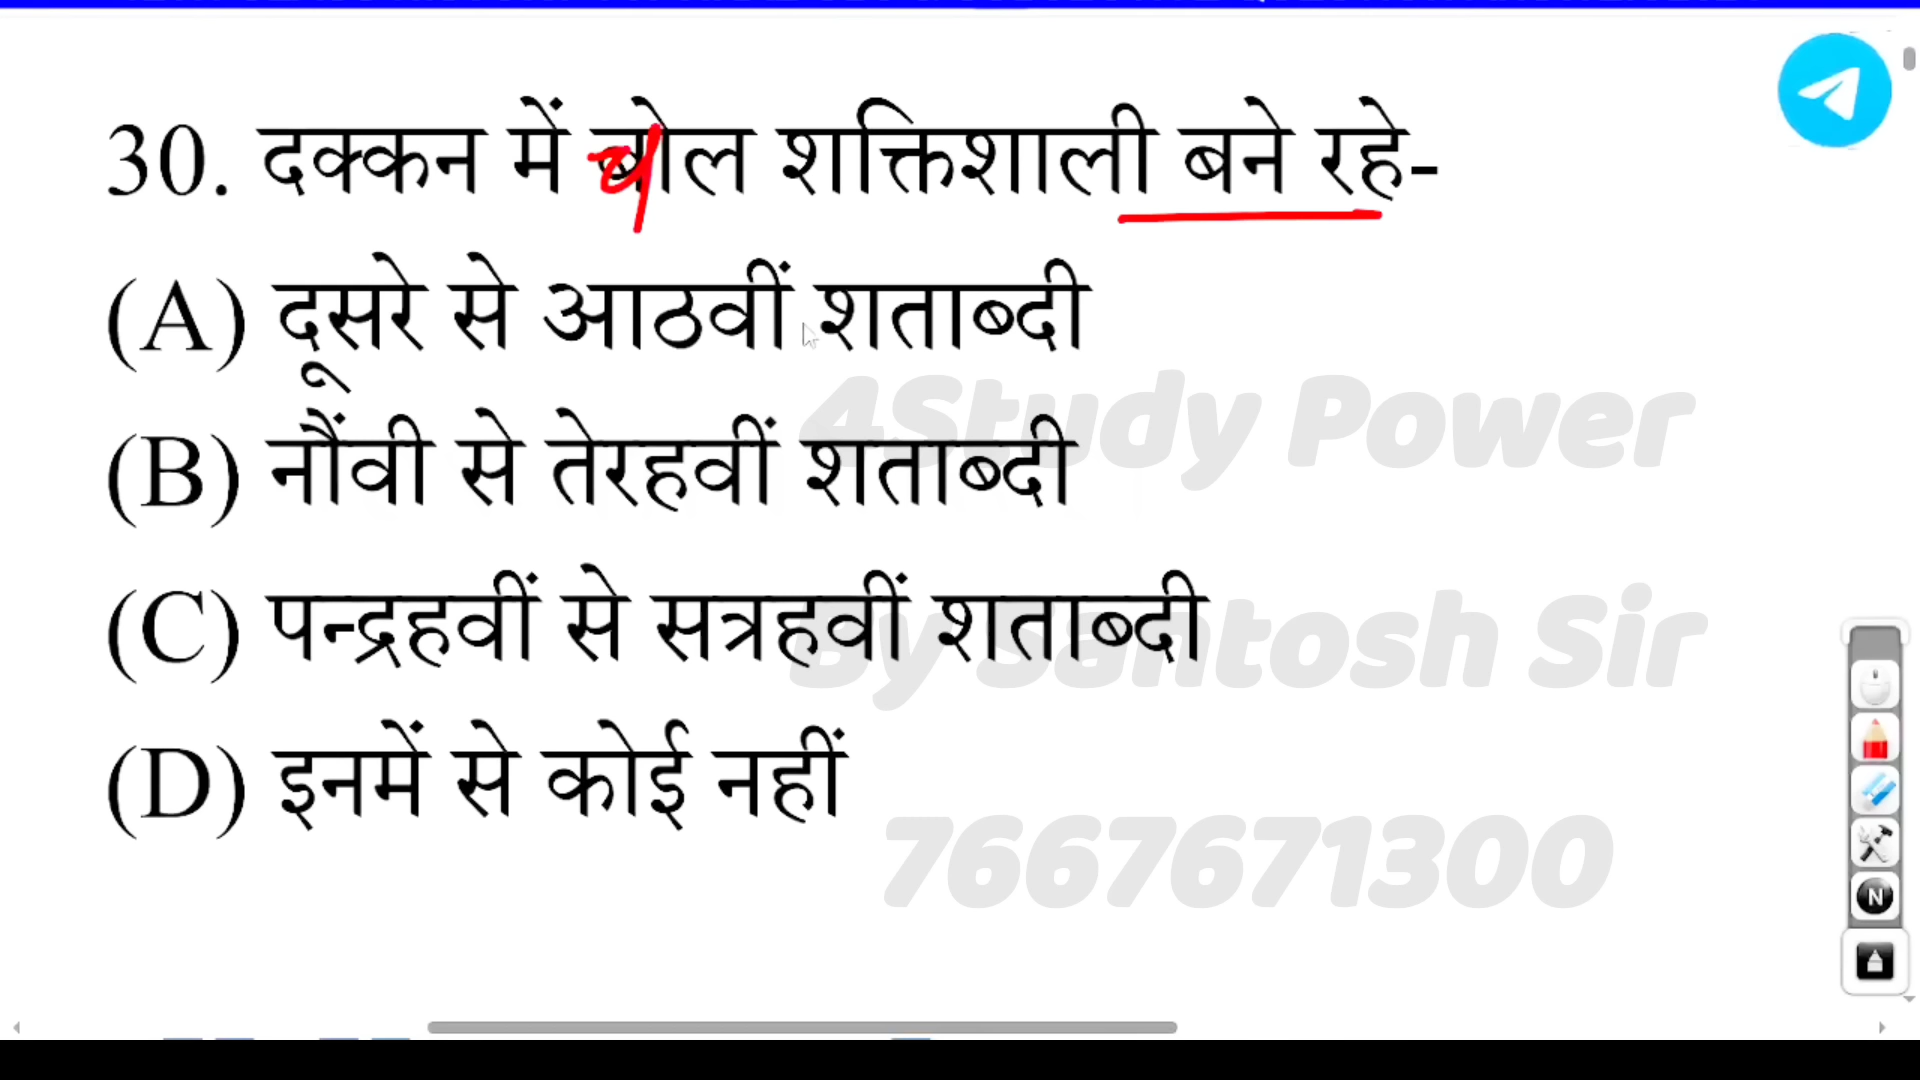 30. दक्कन में बोल शक्तिशाली बने रहे-
(A) दूसरे से आठवीं शताब्दी
(B) नौंवी से तेरहवीं शताब्दी
(C) पन्द्रहवीं से सत्रहवीं शताब्दी
(D) इनमें से कोई नहीं
4Study Power
By Santosh Sir
7667671300
N